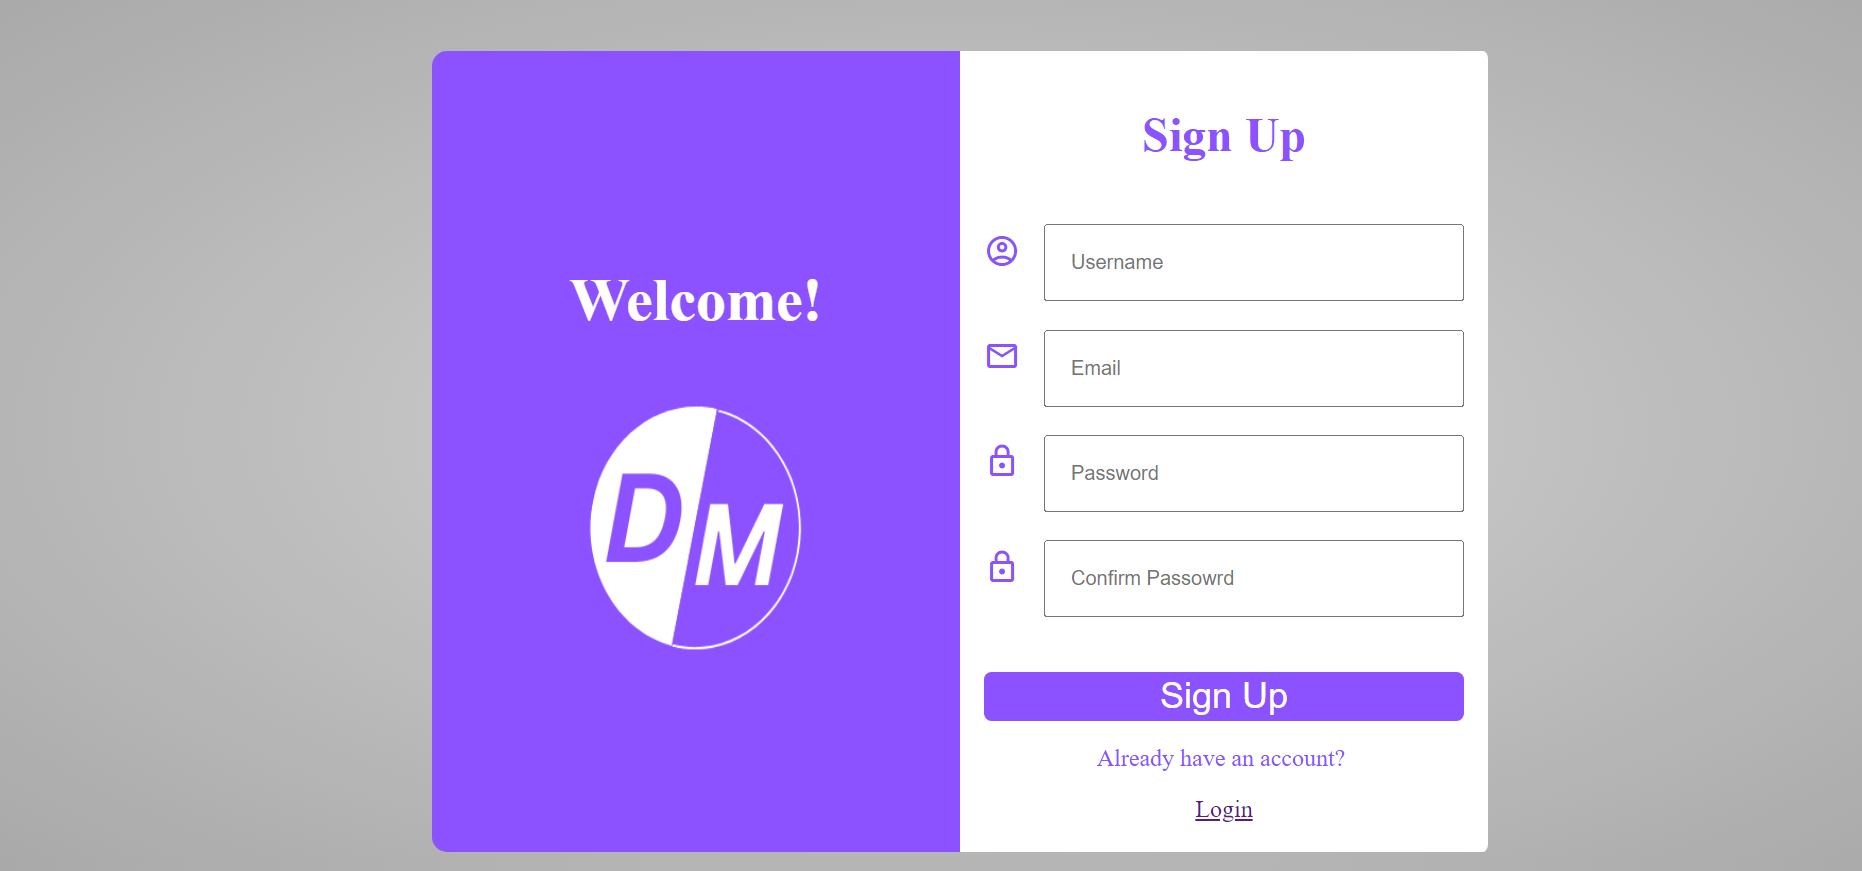 Welcome!
DM
Sign Up
Username
Email
Password
Confirm Passowrd
Sign Up
Already have an account?
Login